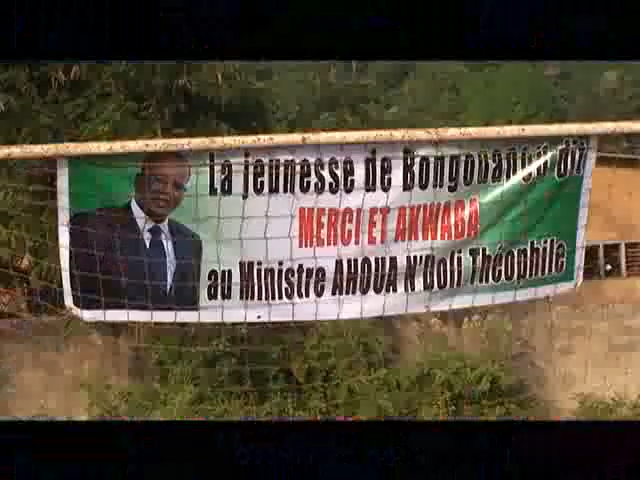 La jeunesse de Bongouanou dit
MERCI ET AKWABA
au Ministre AHOUA N'Doli Théophile